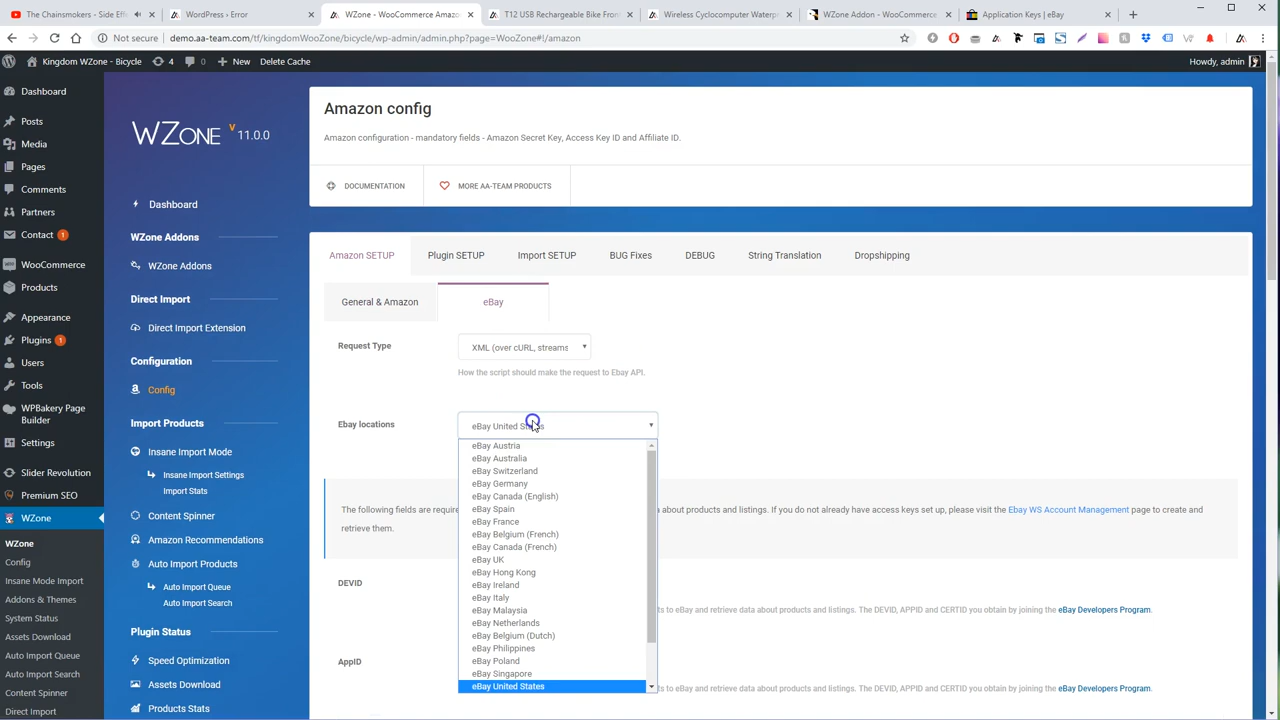 The Chainsmokers - Side Eff
WordPress › Error
WZone - WooCommerce Amazo
T12 USB Rechargeable Bike Fron
Wireless Cyclocomputer Waterp
WZone Addon - WooCommerce
Application Keys | eBay
Not secure
demo.aa-team.com/tf/kingdomWooZone/bicycle/wp-admin/admin.php?page=WooZone#!/amazon
Kingdom WZone - Bicycle
4
0
New
Delete Cache
Howdy, admin
Dashboard
Posts
Media
Pages
Comments
Partners
Contact 1
WooCommerce
Products
Appearance
Plugins 1
Users
Tools
WPBakery Page
Builder
Settings
Slider Revolution
Premium SEO
WZone
WZone
Config
Insane Mode Import
Addons & Themes
System Status
Assets Download
Auto Import Queue
Auto Import Search
Content Spinner
Direct Import
WZONE V 11.0.0
Dashboard
WZone Addons
WZone Addons
Direct Import
Direct Import Extension
Configuration
Config
Import Products
Insane Import Mode
Insane Import Settings
Import Stats
Content Spinner
Amazon Recommendations
Auto Import Products
Auto Import Queue
Auto Import Search
Plugin Status
Speed Optimization
Assets Download
Products Stats
Amazon config
Amazon configuration - mandatory fields - Amazon Secret Key, Access Key ID and Affiliate ID.
DOCUMENTATION
MORE AA-TEAM PRODUCTS
Amazon SETUP
Plugin SETUP
Import SETUP
BUG Fixes
DEBUG
String Translation
Dropshipping
General & Amazon
eBay
Request Type
XML (over cURL, streams
How the script should make the request to Ebay API.
Ebay locations
eBay United States
eBay Austria
eBay Australia
eBay Switzerland
eBay Germany
eBay Canada (English)
eBay Spain
eBay France
eBay Belgium (French)
eBay Canada (French)
eBay UK
eBay Hong Kong
eBay Ireland
eBay Italy
eBay Malaysia
eBay Netherlands
eBay Belgium (Dutch)
eBay Philippines
eBay Poland
eBay Singapore
eBay United States
The following fields are require
a about products and listings. If you do not already have access keys set up, please visit the Ebay WS Account Management page to create and
retrieve them.
DEVID
ts to eBay and retrieve data about products and listings. The DEVID, APPID and CERTID you obtain by joining the eBay Developers Program.
AppID
ts to eBay and retrieve data about products and listings. The DEVID, APPID and CERTID you obtain by joining the eBay Developers Program.